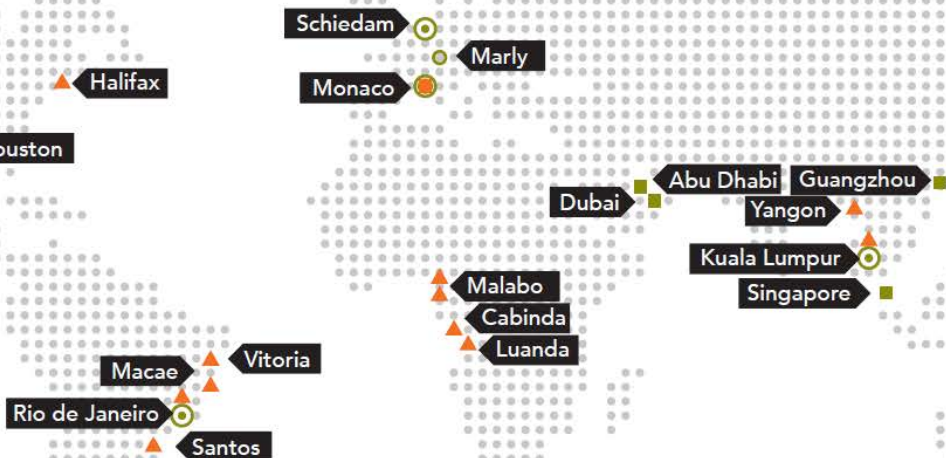 Schiedam
Marly
Halifax
Monaco
ouston
Abu Dhabi
Guangzhou
Dubai
Yangon
Kuala Lumpur
Malabo
Singapore
Cabinda
Luanda
Vitoria
Macae
Rio de Janeiro
Santos